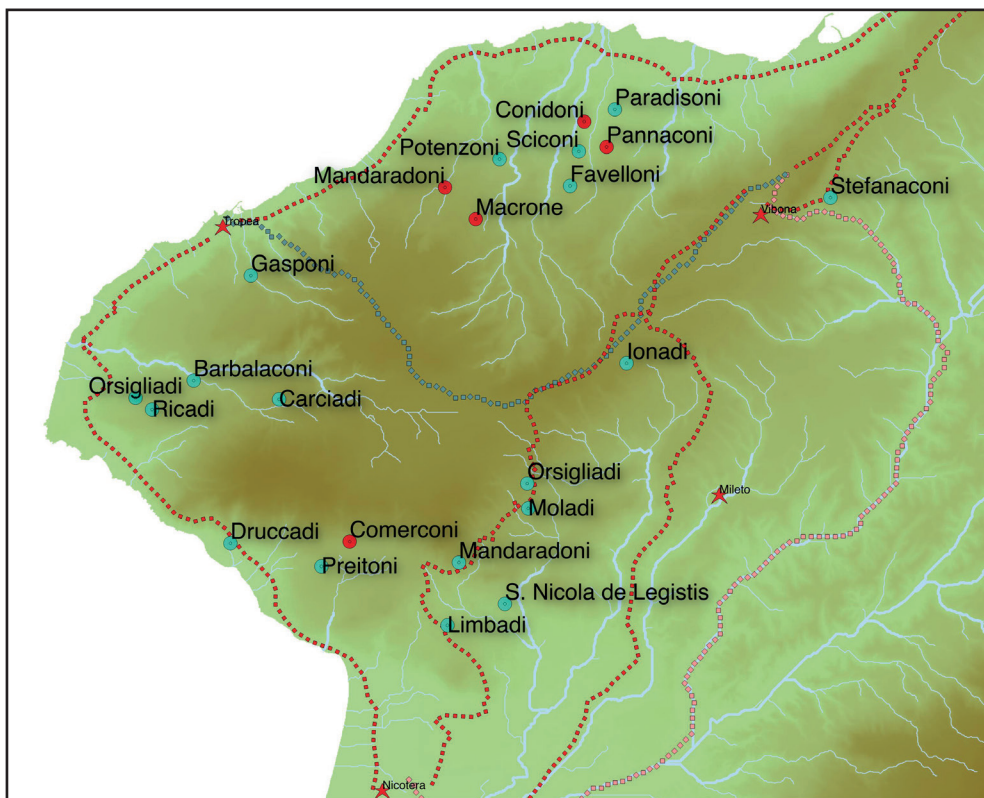 Paradisoni
Conidoni
Sciconi
Pannaconi
Potenzoni
Mandaradoni
Favelloni
Stefanaconi
Macrone
Vibona
Tropea
Gasponi
Ionadi
Barbalaconi
Orsigliadi
Ricadi
Carciadi
Orsigliadi
Mileto
Moladi
Druccadi
Comerconi
Mandaradoni
Preitoni
S. Nicola de Legistis
Limbadi
Nicotera